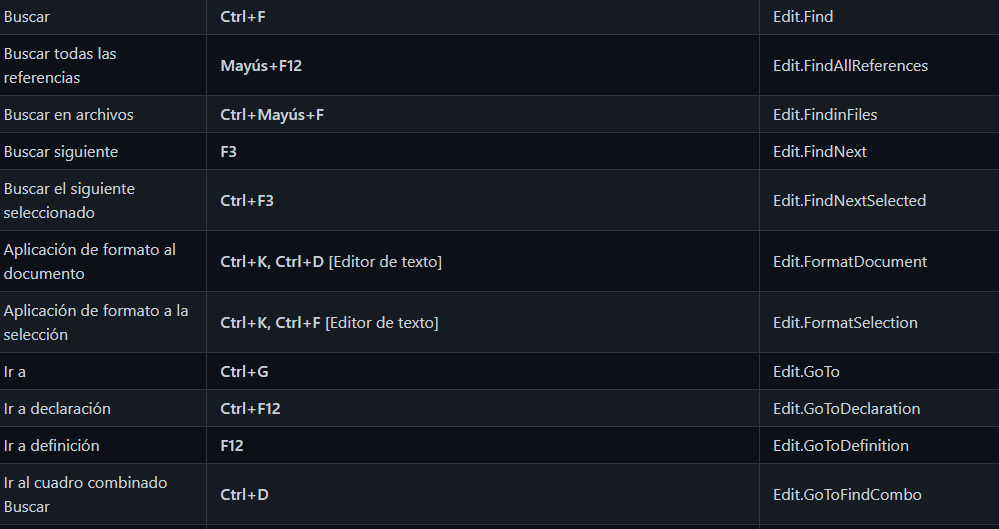 Buscar Ctrl+F Edit.Find
Buscar todas las
referencias Mayús+F12 Edit.FindAllReferences
Buscar en archivos Ctrl+Mayús+F Edit.FindinFiles
Buscar siguiente F3 Edit.FindNext
Buscar el siguiente
seleccionado Ctrl+F3 Edit.FindNextSelected
Aplicación de formato al
documento Ctrl+K, Ctrl+D [Editor de texto] Edit.FormatDocument
Aplicación de formato a la
selección Ctrl+K, Ctrl+F [Editor de texto] Edit.FormatSelection
Ir a Ctrl+G Edit.GoTo
Ir a declaración Ctrl+F12 Edit.GoToDeclaration
Ir a definición F12 Edit.GoToDefinition
Ir al cuadro combinado
Buscar Ctrl+D Edit.GoToFindCombo